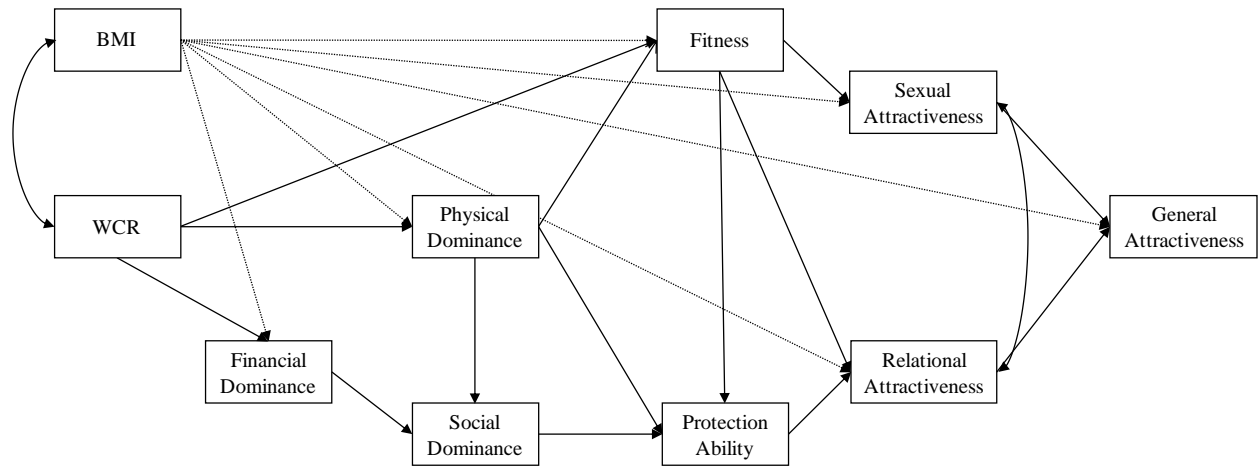 BMI
Fitness
Sexual
Attractiveness
WCR
Physical
Dominance
General
Attractiveness
Financial
Dominance
Relational
Attractiveness
Social
Dominance
Protection
Ability